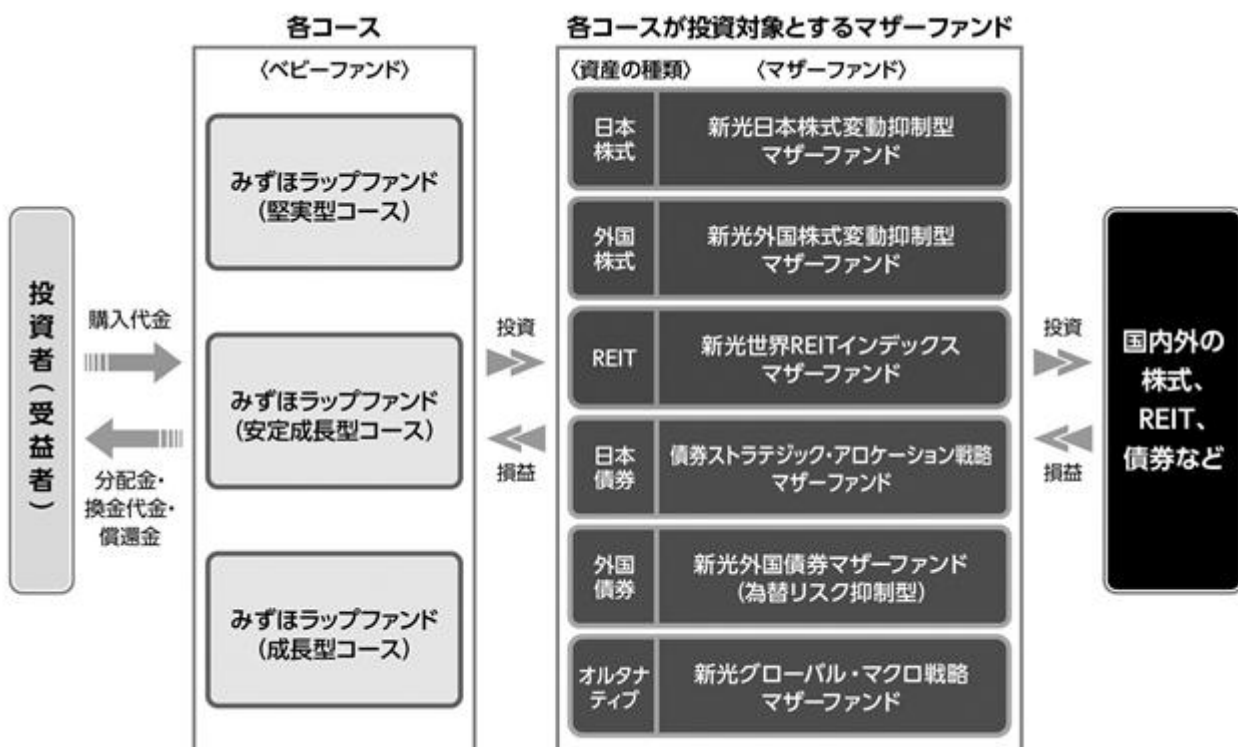 各コース
〈ベビーファンド〉
みずほラップファンド
(堅実型コース)
みずほラップファンド
(安定成長型コース)
みずほラップファンド
(成長型コース)
投資者(受益者)
購入代金
分配金・
換金代金・
償還金
投資
損益
各コースが投資対象とするマザーファンド
〈資産の種類〉 〈マザーファンド〉
日本
株式
新光日本株式変動抑制型
マザーファンド
外国
株式
新光外国株式変動抑制型
マザーファンド
REIT
新光世界REITインデックス
マザーファンド
日本
債券
債券ストラテジック・アロケーション戦略
マザーファンド
外国
債券
新光外国債券マザーファンド
(為替リスク抑制型)
オルタナ
ティブ
新光グローバル・マクロ戦略
マザーファンド
投資
損益
国内外の
株式、
REIT、
債券など